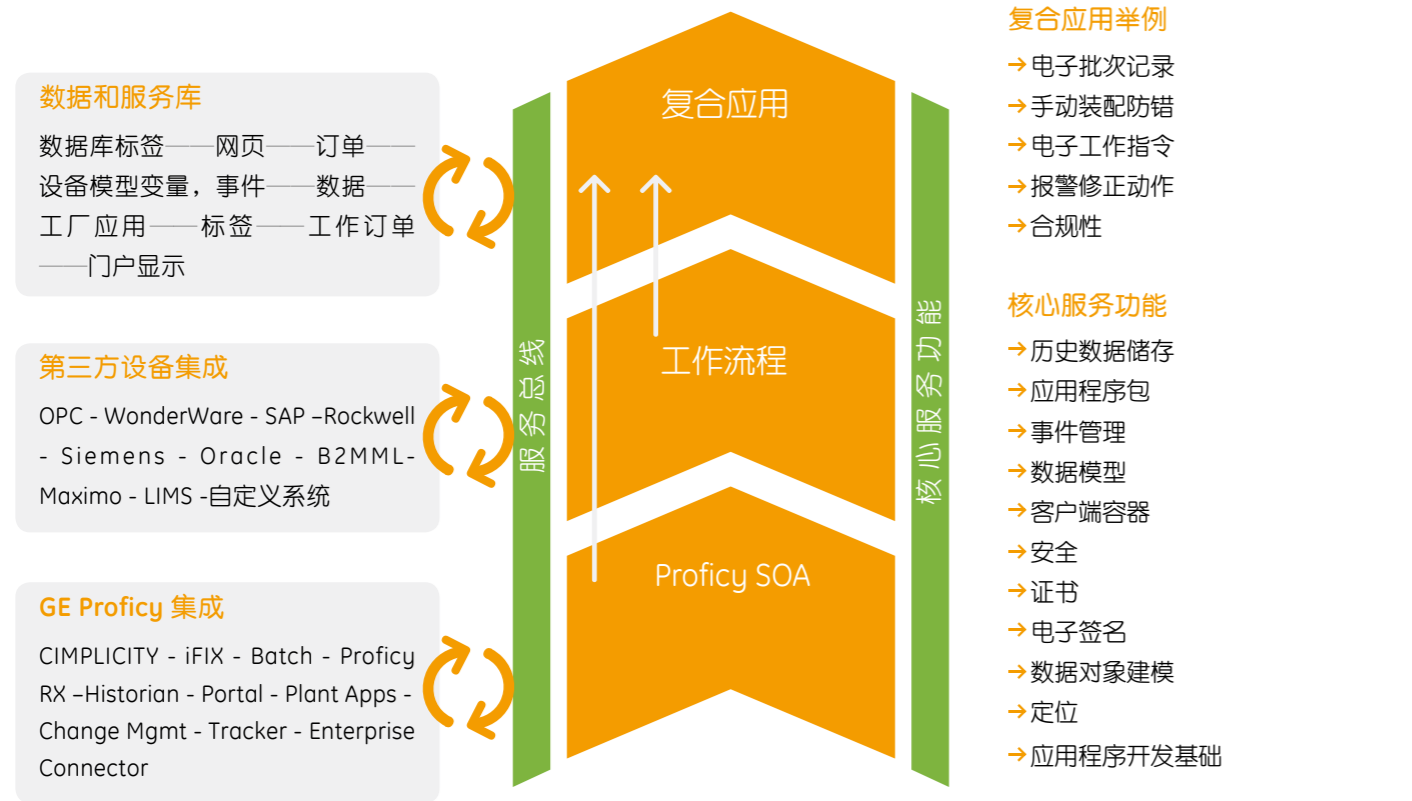 数据和服务库
数据库标签——网页——订单——
设备模型变量，事件——数据——
工厂应用——标签——工作订单
——门户显示
第三方设备集成
OPC - WonderWare - SAP –Rockwell
- Siemens - Oracle - B2MML-
Maximo - LIMS -自定义系统
GE Proficy 集成
CIMPLICITY - iFIX - Batch - Proficy
RX –Historian - Portal - Plant Apps -
Change Mgmt - Tracker - Enterprise
Connector
服务总线
复合应用
工作流程
Proficy SOA
核心服务功能
复合应用举例
→电子批次记录
→手动装配防错
→电子工作指令
→报警修正动作
→合规性
核心服务功能
→历史数据储存
→应用程序包
→事件管理
→数据模型
→客户端容器
→安全
→证书
→电子签名
→数据对象建模
→定位
→应用程序开发基础